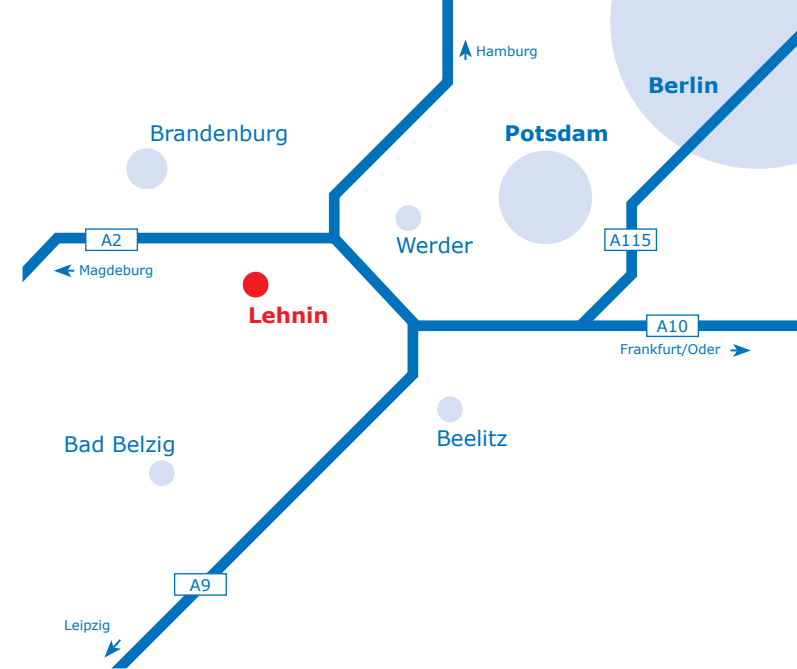 Hamburg
Berlin
Brandenburg
Potsdam
A2
Werder
A115
Magdeburg
Lehnin
A10
Frankfurt/Oder
Bad Belzig
Beelitz
A9
Leipzig